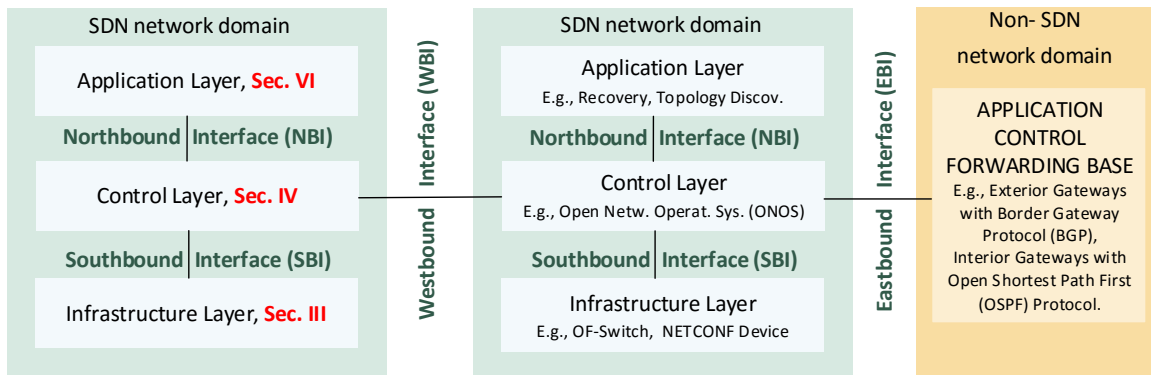 SDN network domain
Application Layer, Sec. VI
Northbound Interface (NBI)
Control Layer, Sec. IV
Southbound Interface (SBI)
Infrastructure Layer, Sec. III
Westbound Interface (WBI)
SDN network domain
Application Layer
E.g., Recovery, Topology Discov.
Northbound Interface (NBI)
Control Layer
E.g., Open Netw. Operat. Sys. (ONOS)
Southbound Interface (SBI)
Infrastructure Layer
E.g., OF-Switch, NETCONF Device
Eastbound Interface (EBI)
Non- SDN
network domain
APPLICATION
CONTROL
FORWARDING BASE
E.g., Exterior Gateways
with Border Gateway
Protocol (BGP),
Interior Gateways with
Open Shortest Path First
(OSPF) Protocol.